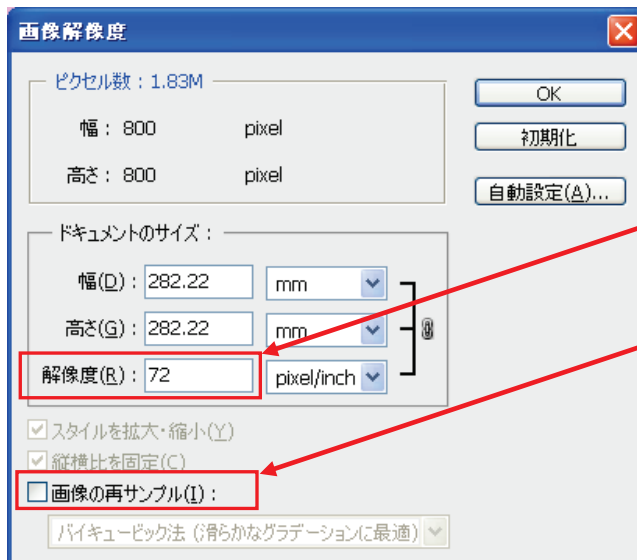 画像解像度
ピクセル数：1.83M
幅：800 pixel
高さ：800 pixel
OK
初期化
自動設定(A)...
ドキュメントのサイズ：
幅(D)：282.22 mm
高さ(G)：282.22 mm
解像度(R)：72 pixel/inch
スタイルを拡大・縮小(Y)
縦横比を固定(C)
画像の再サンプル(I)：
バイキュービック法 (滑らかなグラデーションに最適)